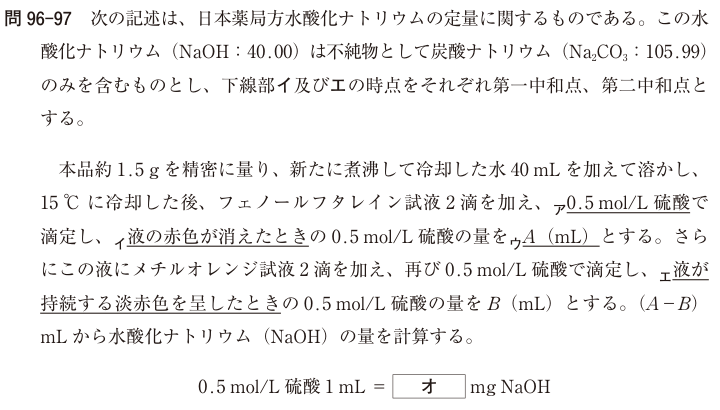 問 96-97 次の記述は、日本薬局方水酸化ナトリウムの定量に関するものである。この水
酸化ナトリウム（NaOH：40.00）は不純物として炭酸ナトリウム（Na₂CO₃：105.99）
のみを含むものとし、下線部イ及びエの時点をそれぞれ第一中和点、第二中和点と
する。
本品約 1.5 g を精密に量り、新たに煮沸して冷却した水 40 mL を加えて溶かし、
15 ℃ に冷却した後、フェノールフタレイン試液 2 滴を加え、ア0.5 mol/L 硫酸で
滴定し、イ液の赤色が消えたときの 0.5 mol/L 硫酸の量をウA（mL）とする。さら
にこの液にメチルオレンジ試液 2 滴を加え、再び 0.5 mol/L 硫酸で滴定し、エ液が
持続する淡赤色を呈したときの 0.5 mol/L 硫酸の量を B（mL）とする。（A－B）
mL から水酸化ナトリウム（NaOH）の量を計算する。
0.5 mol/L 硫酸 1 mL ＝ オ mg NaOH